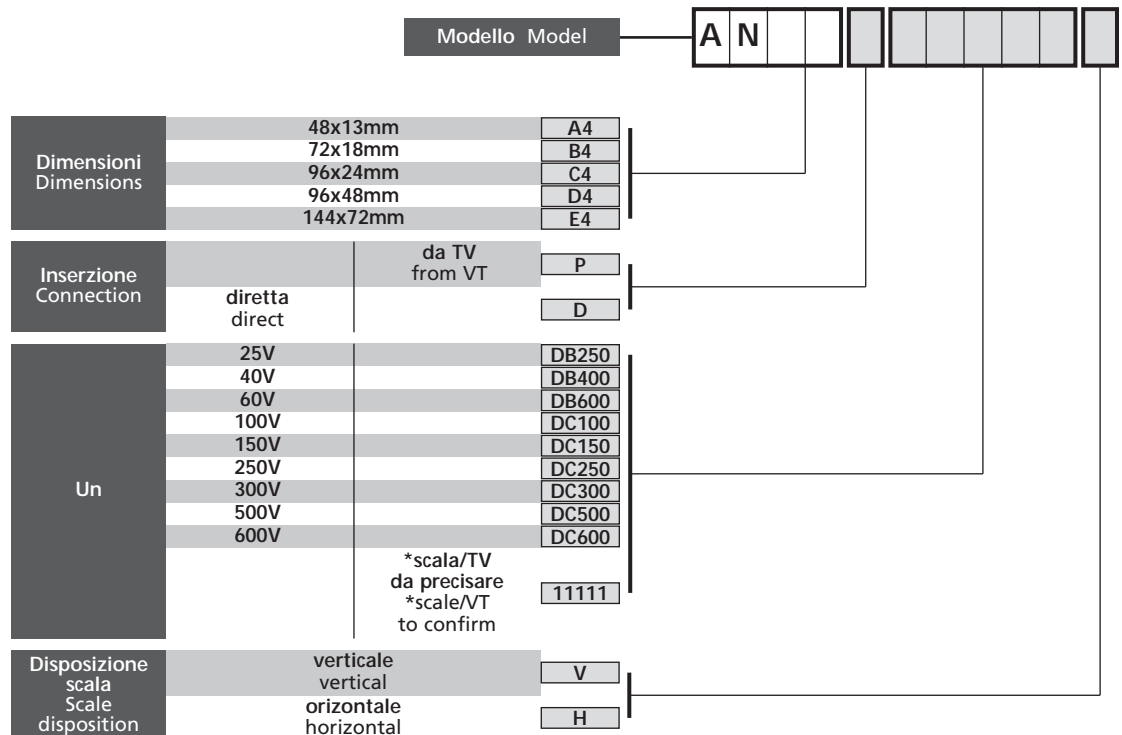 Modello Model
A N
Dimensioni
Dimensions
48x13mm A4
72x18mm B4
96x24mm C4
96x48mm D4
144x72mm E4
Inserzione
Connection
da TV
from VT
P
diretta
direct
D
Un
25V DB250
40V DB400
60V DB600
100V DC100
150V DC150
250V DC250
300V DC300
500V DC500
600V DC600
*scala/TV
da precisare
*scale/VT
to confirm
11111
Disposizione
scala
Scale
disposition
verticale
vertical
V
orizontale
horizontal
H